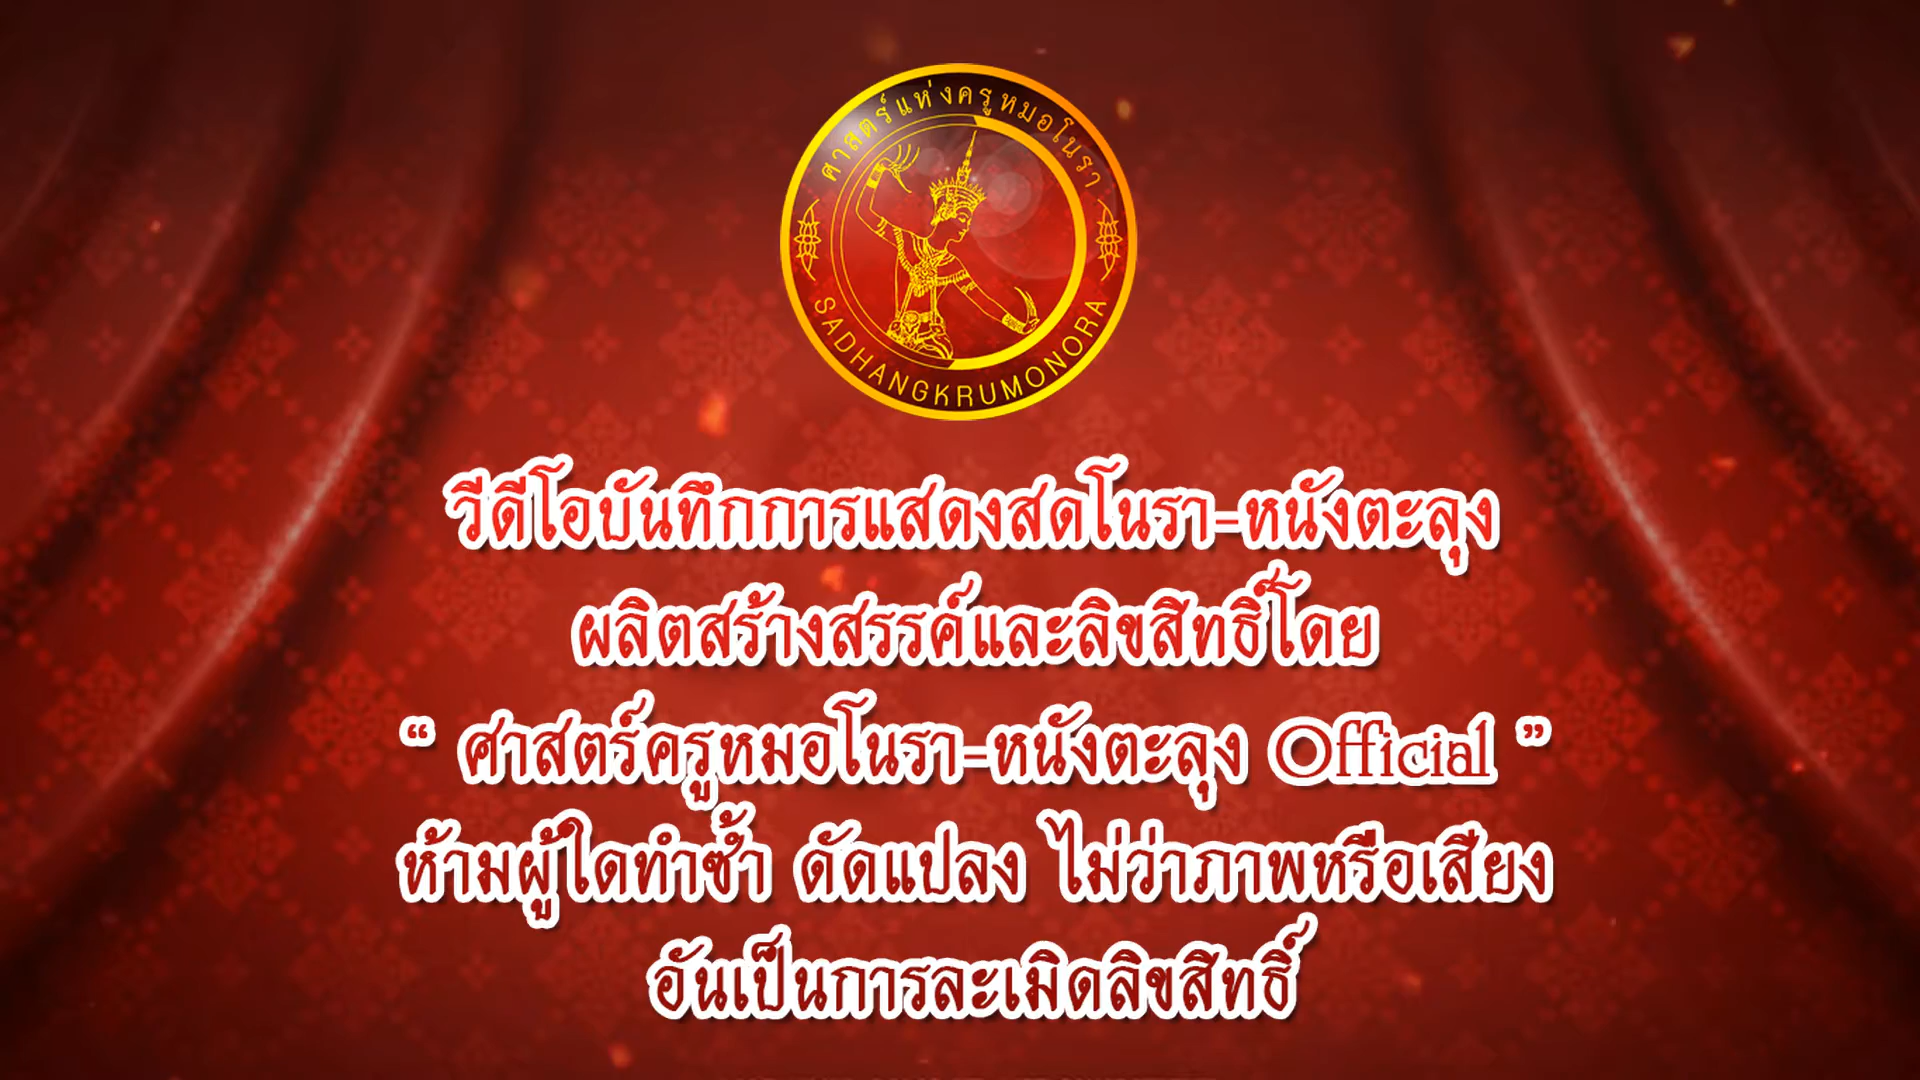 ศาสตร์แห่งครูหมอโนรา
SADHANGKRUMONORA
วีดีโอบันทึกการแสดงสดโนรา-หนังตะลุง
ผลิตสร้างสรรค์และลิขสิทธิ์โดย
“ ศาสตร์ครูหมอโนรา-หนังตะลุง Official ”
ห้ามผู้ใดทำซ้ำ ดัดแปลง ไม่ว่าภาพหรือเสียง
อันเป็นการละเมิดลิขสิทธิ์